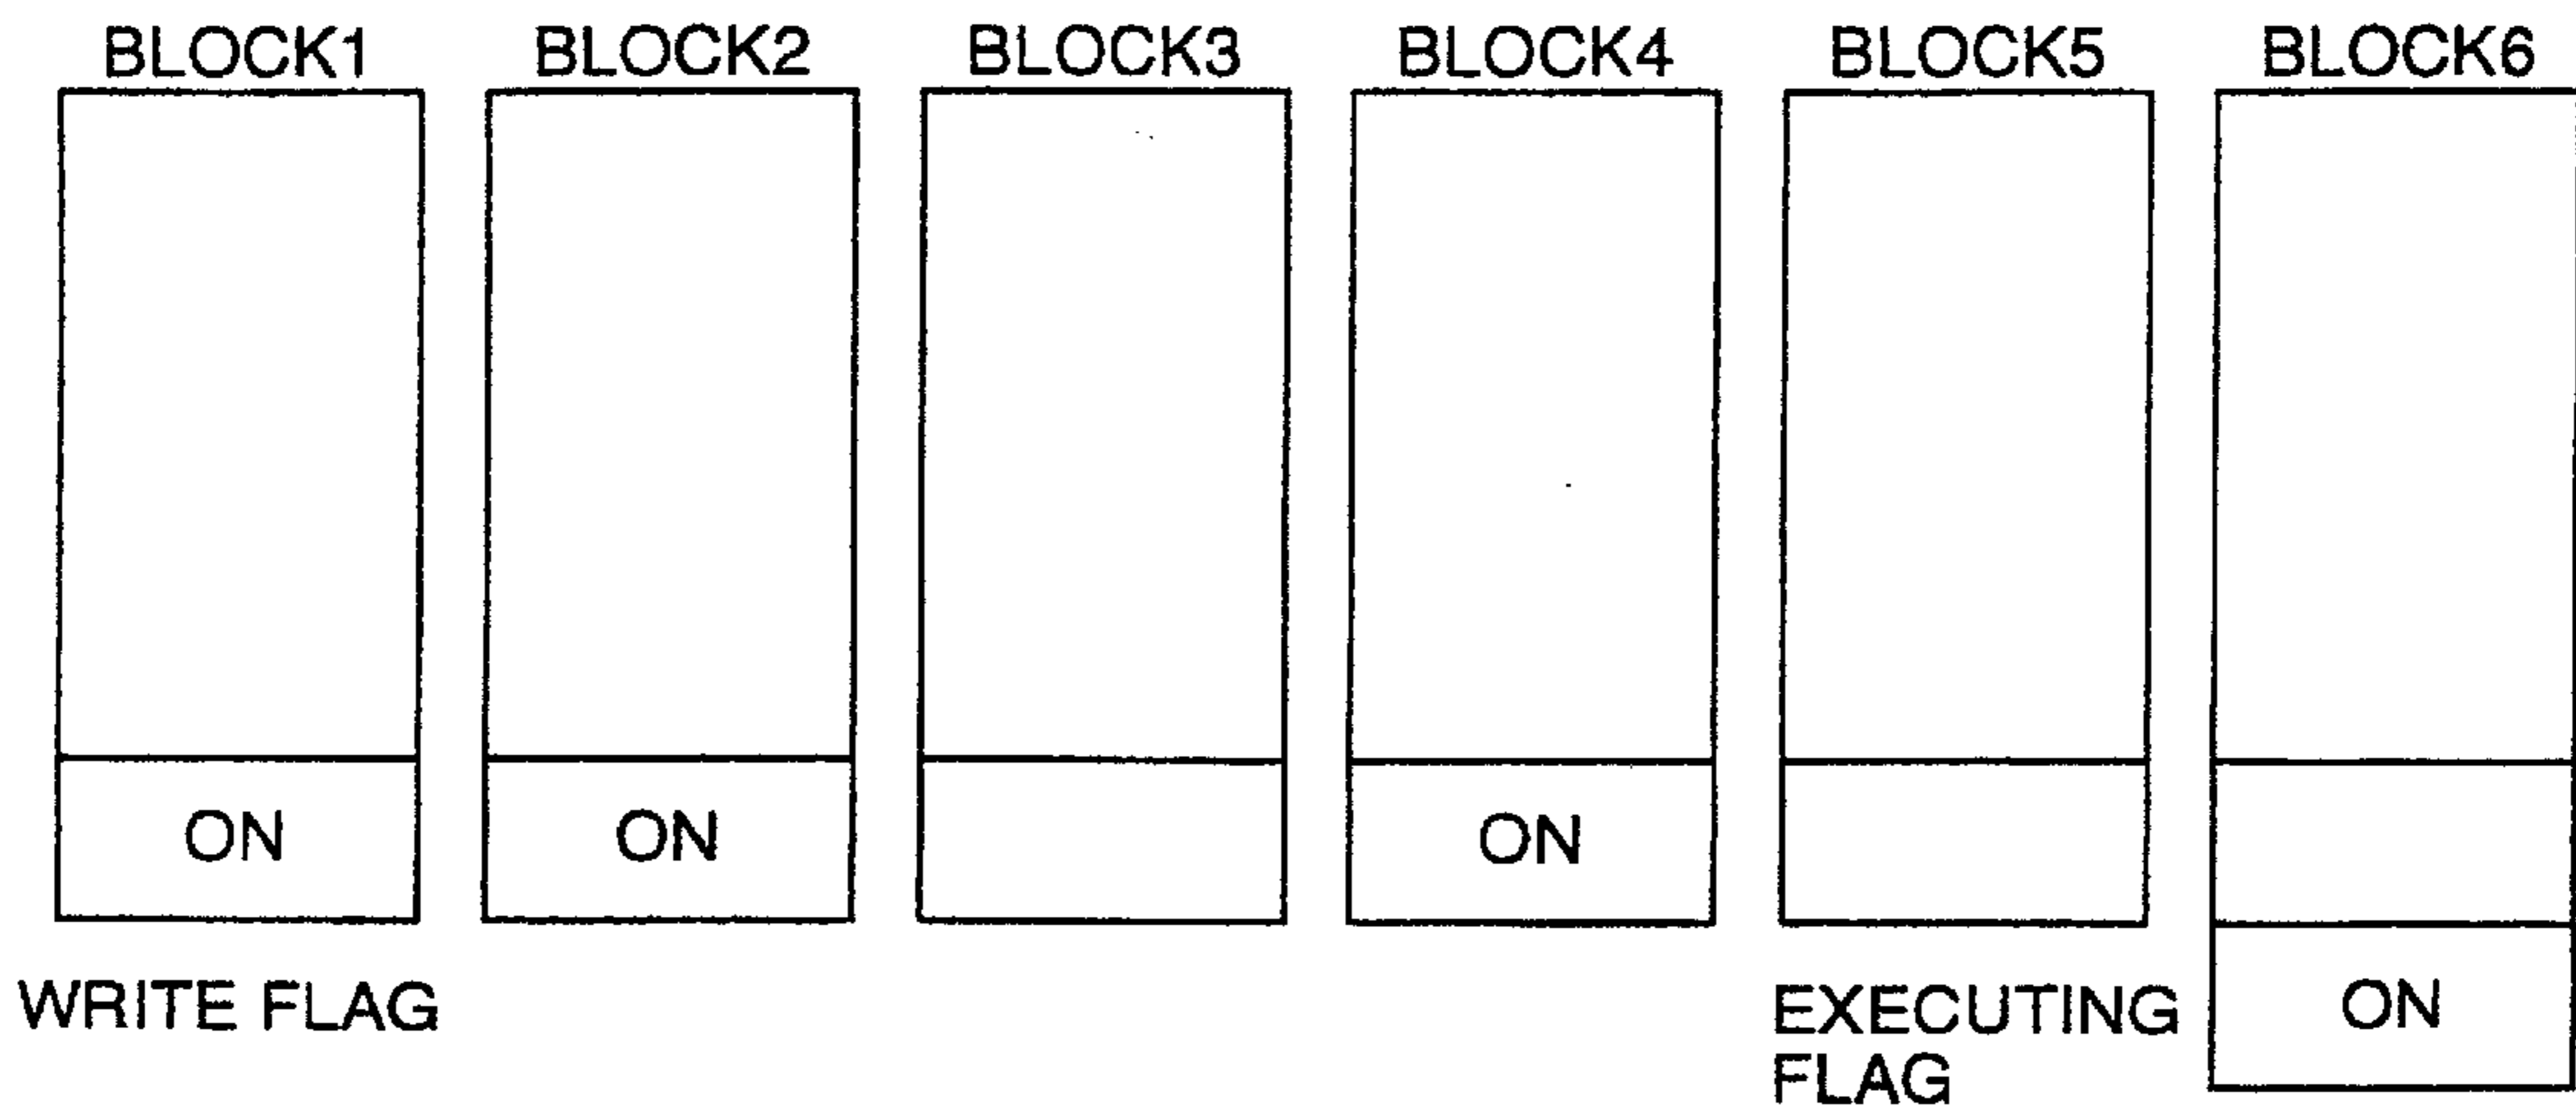 BLOCK1 BLOCK2 BLOCK3 BLOCK4 BLOCK5 BLOCK6
ON ON ON
WRITE FLAG
EXECUTING
FLAG
ON